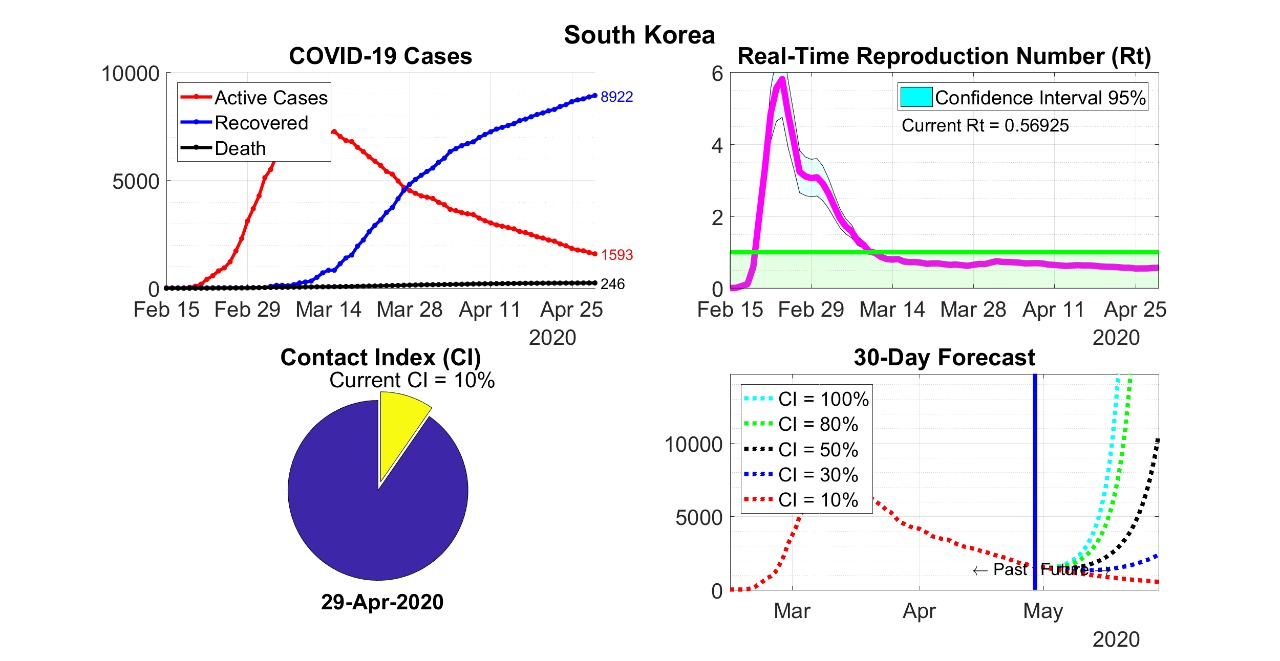 South Korea
COVID-19 Cases
10000
5000
0
Active Cases
Recovered
Death
8922
1593
246
Feb 15 Feb 29 Mar 14 Mar 28 Apr 11 Apr 25
2020
Real-Time Reproduction Number (Rt)
6
4
2
0
Confidence Interval 95%
Current Rt = 0.56925
Feb 15 Feb 29 Mar 14 Mar 28 Apr 11 Apr 25
2020
Contact Index (CI)
Current CI = 10%
29-Apr-2020
30-Day Forecast
CI = 100%
CI = 80%
CI = 50%
CI = 30%
CI = 10%
10000
5000
0
← Past Future →
Mar Apr May
2020